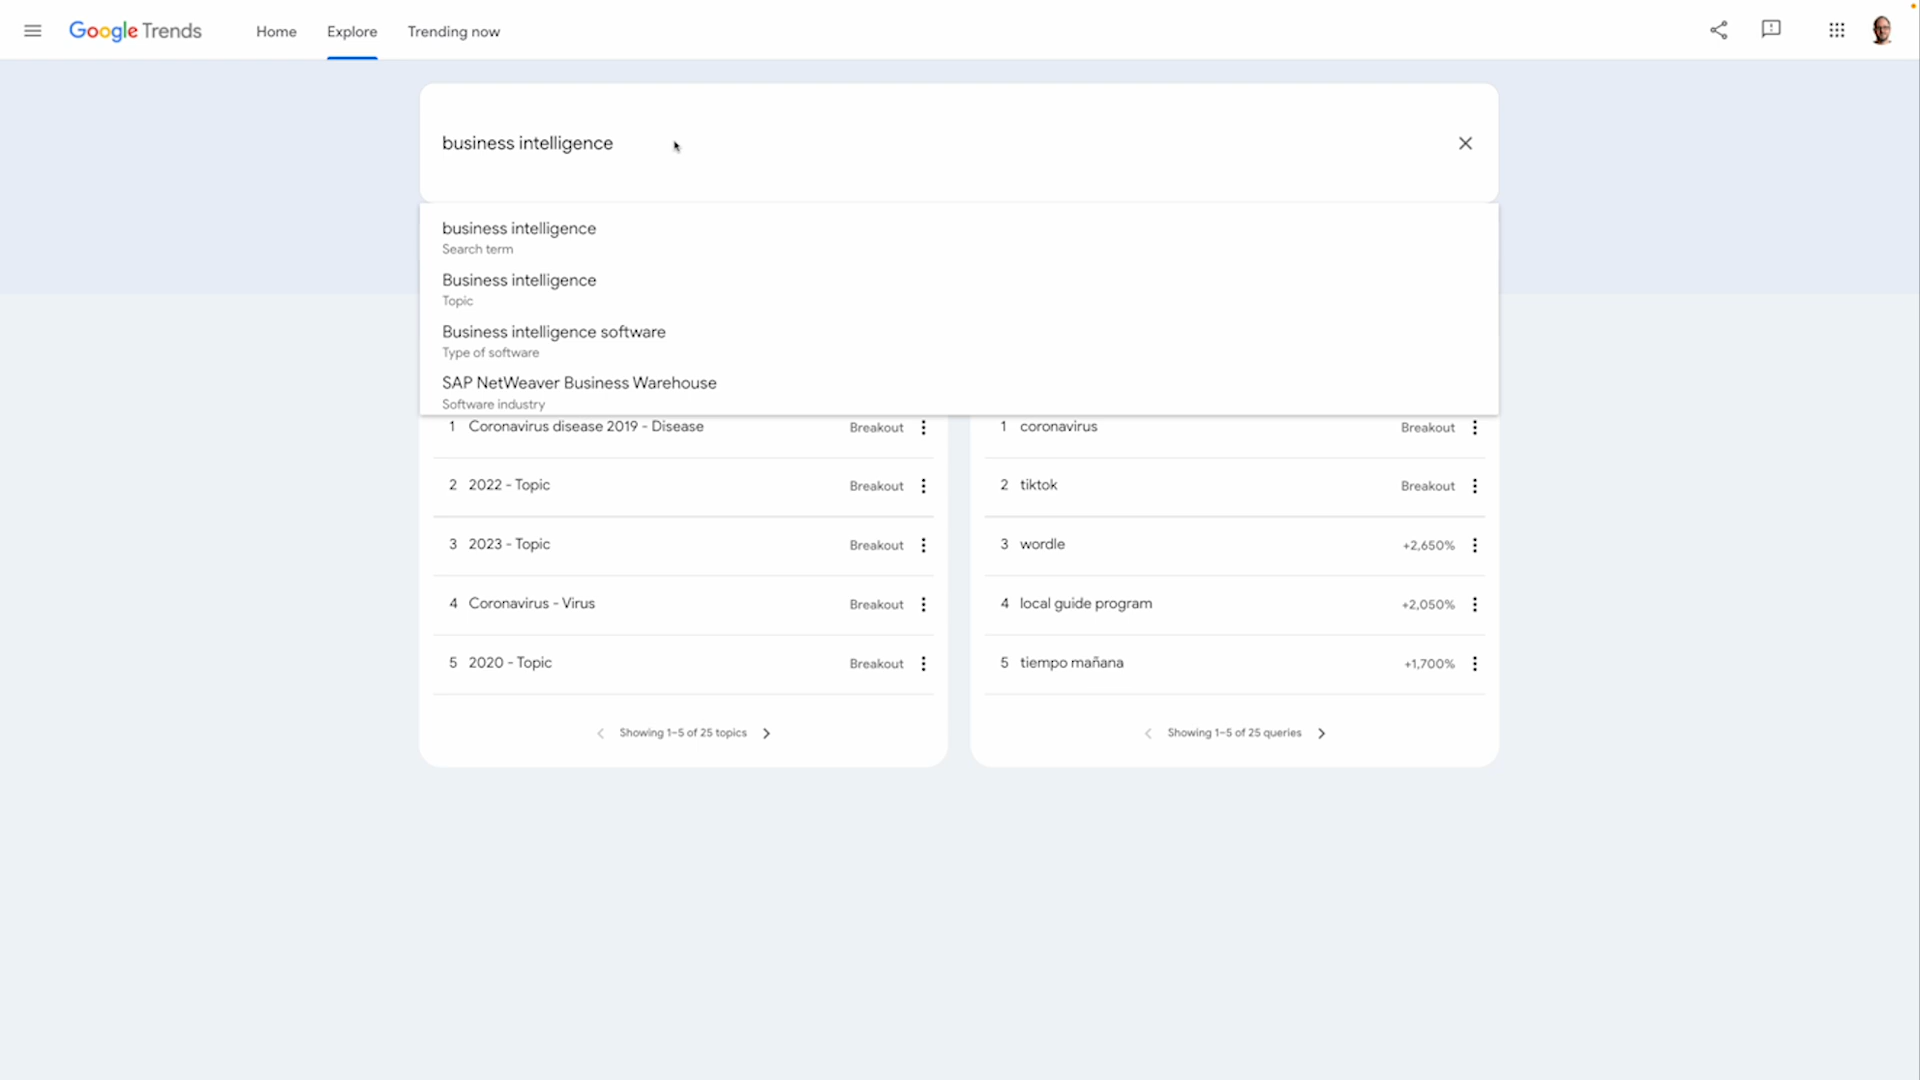 Google Trends
Home
Explore
Trending now
business intelligence
business intelligence
Search term
Business intelligence
Topic
Business intelligence software
Type of software
SAP NetWeaver Business Warehouse
Software industry
1 Coronavirus disease 2019 - Disease Breakout
2 2022 - Topic Breakout
3 2023 - Topic Breakout
4 Coronavirus - Virus Breakout
5 2020 - Topic Breakout
Showing 1-5 of 25 topics
1 coronavirus Breakout
2 tiktok Breakout
3 wordle +2,650%
4 local guide program +2,050%
5 tiempo mañana +1,700%
Showing 1-5 of 25 queries